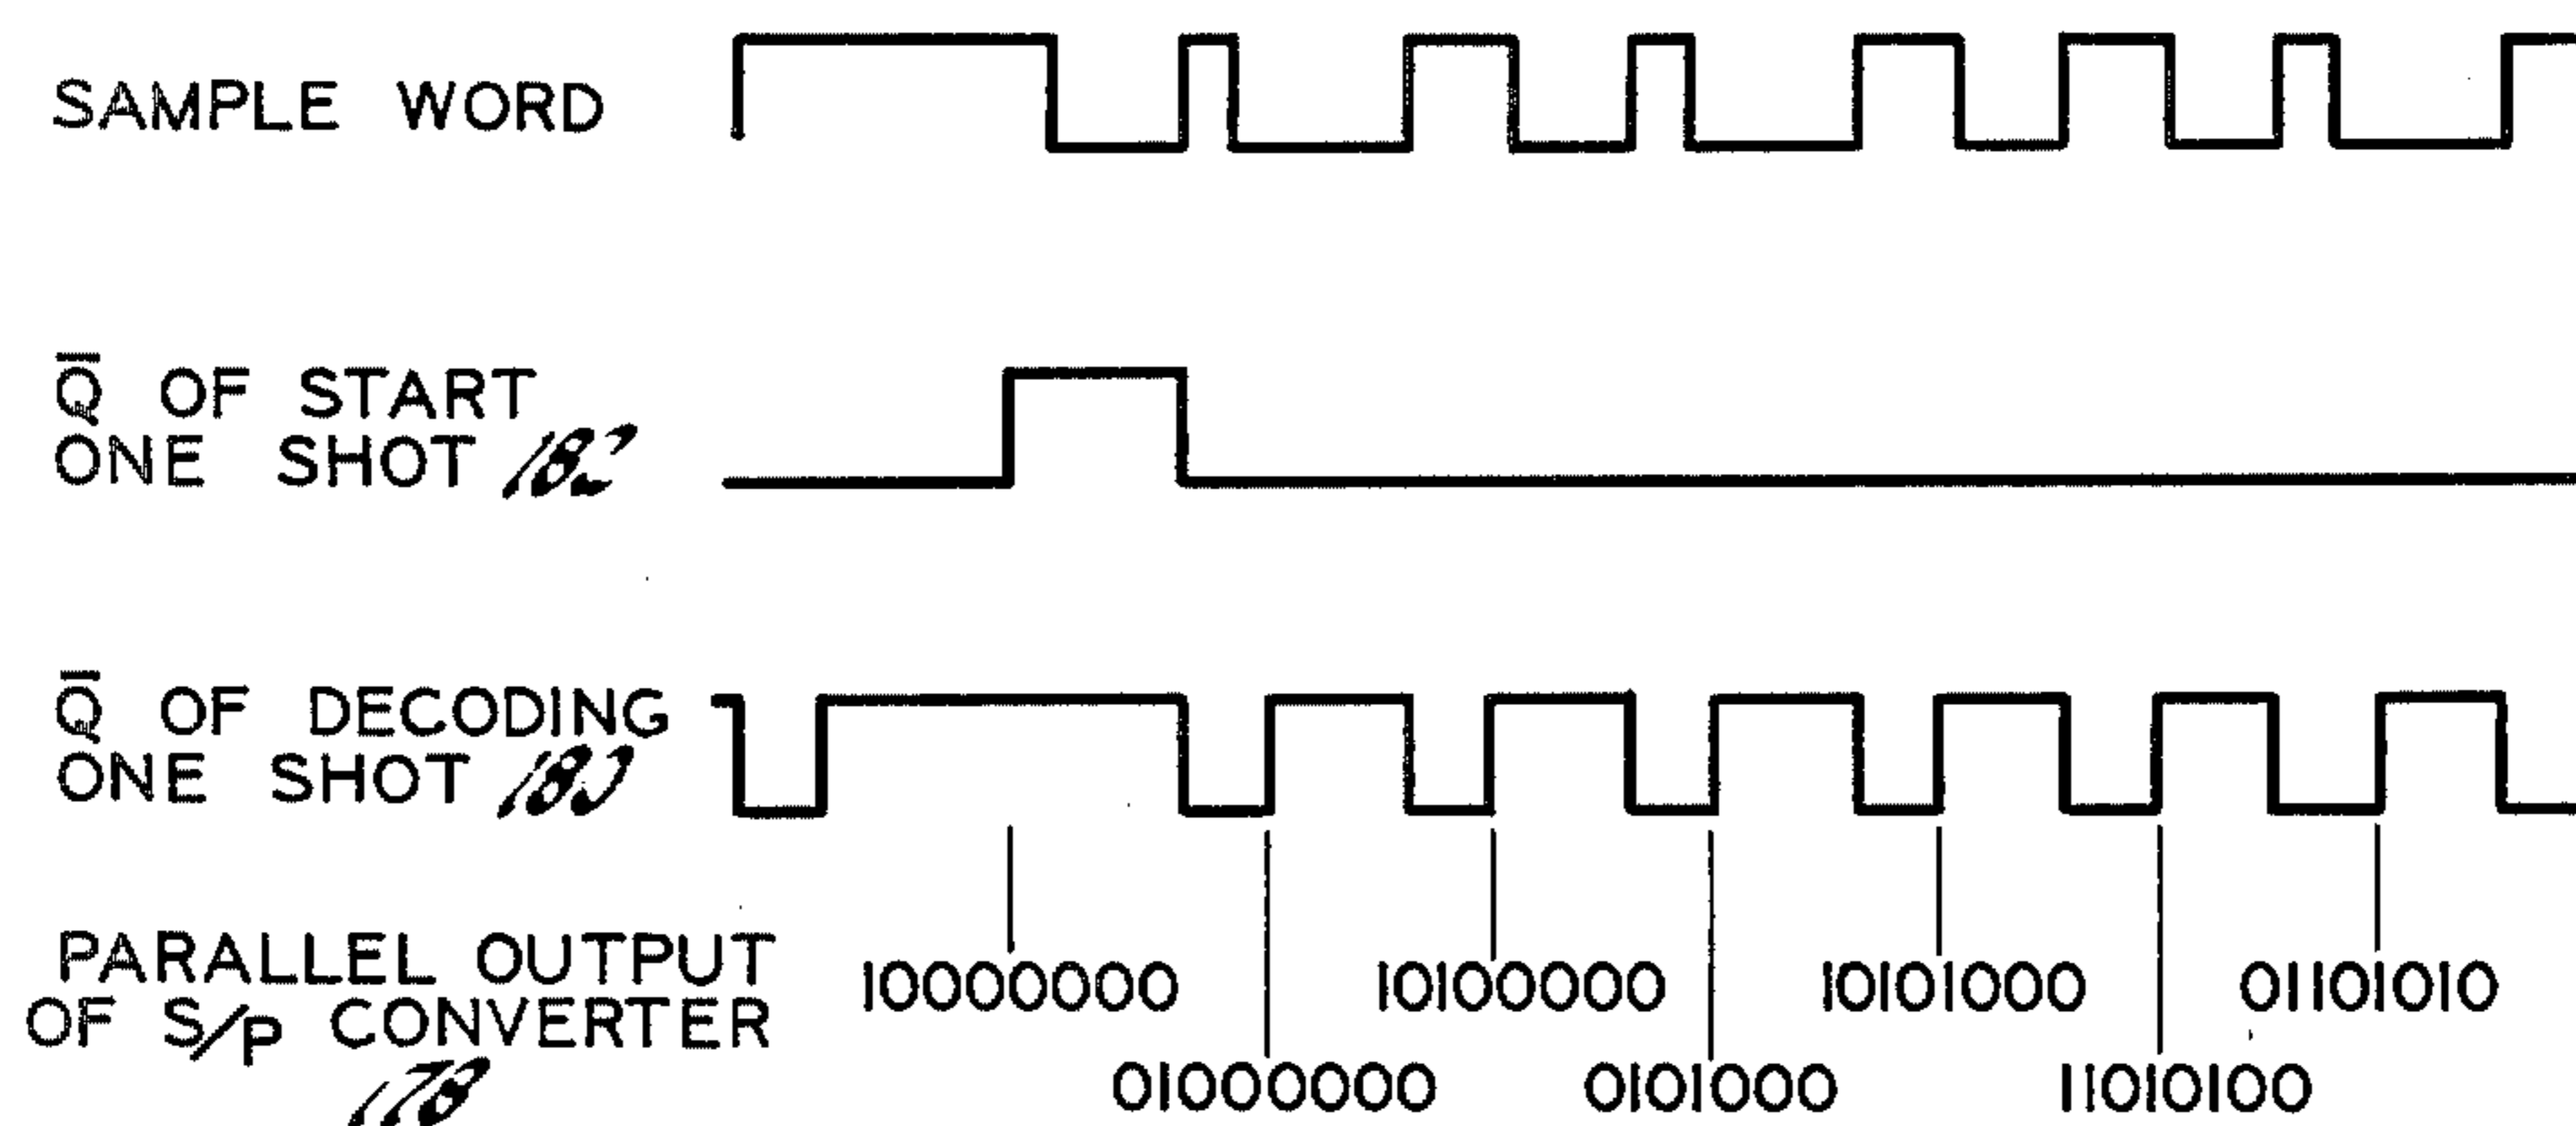 SAMPLE WORD
Q̅ OF START
ONE SHOT 182
Q̅ OF DECODING
ONE SHOT 180
PARALLEL OUTPUT
OF S/P CONVERTER
178
10000000
01000000
10100000
0101000
10101000
11010100
01101010